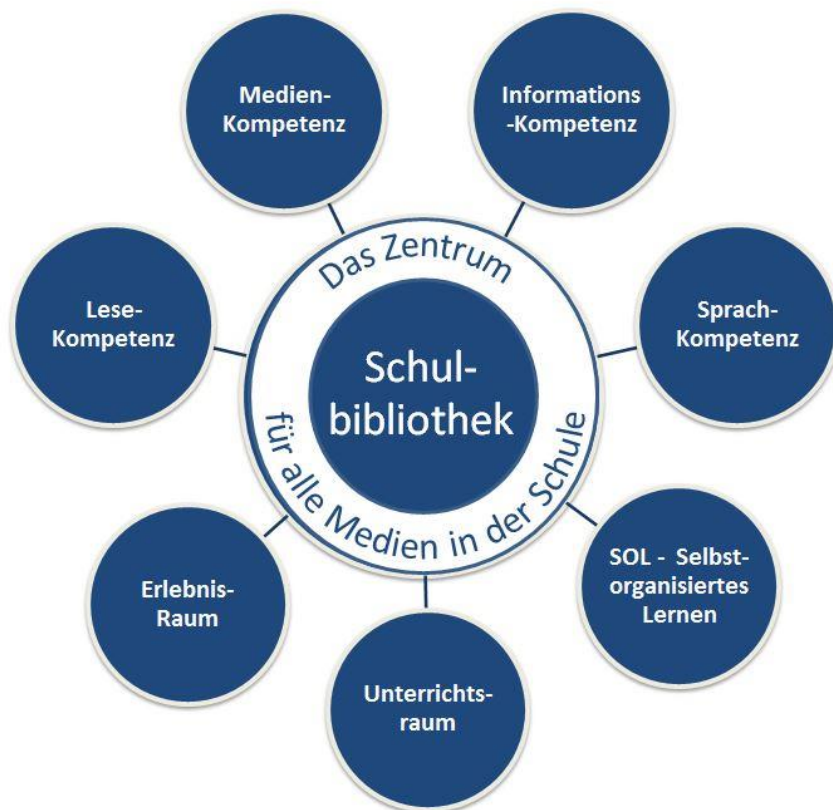 Medien-
Kompetenz
Informations
-Kompetenz
Das Zentrum
Lese-
Kompetenz
Schul-
bibliothek
Sprach-
Kompetenz
für alle Medien in der Schule
Erlebnis-
Raum
SOL - Selbst-
organisiertes
Lernen
Unterrichts-
raum